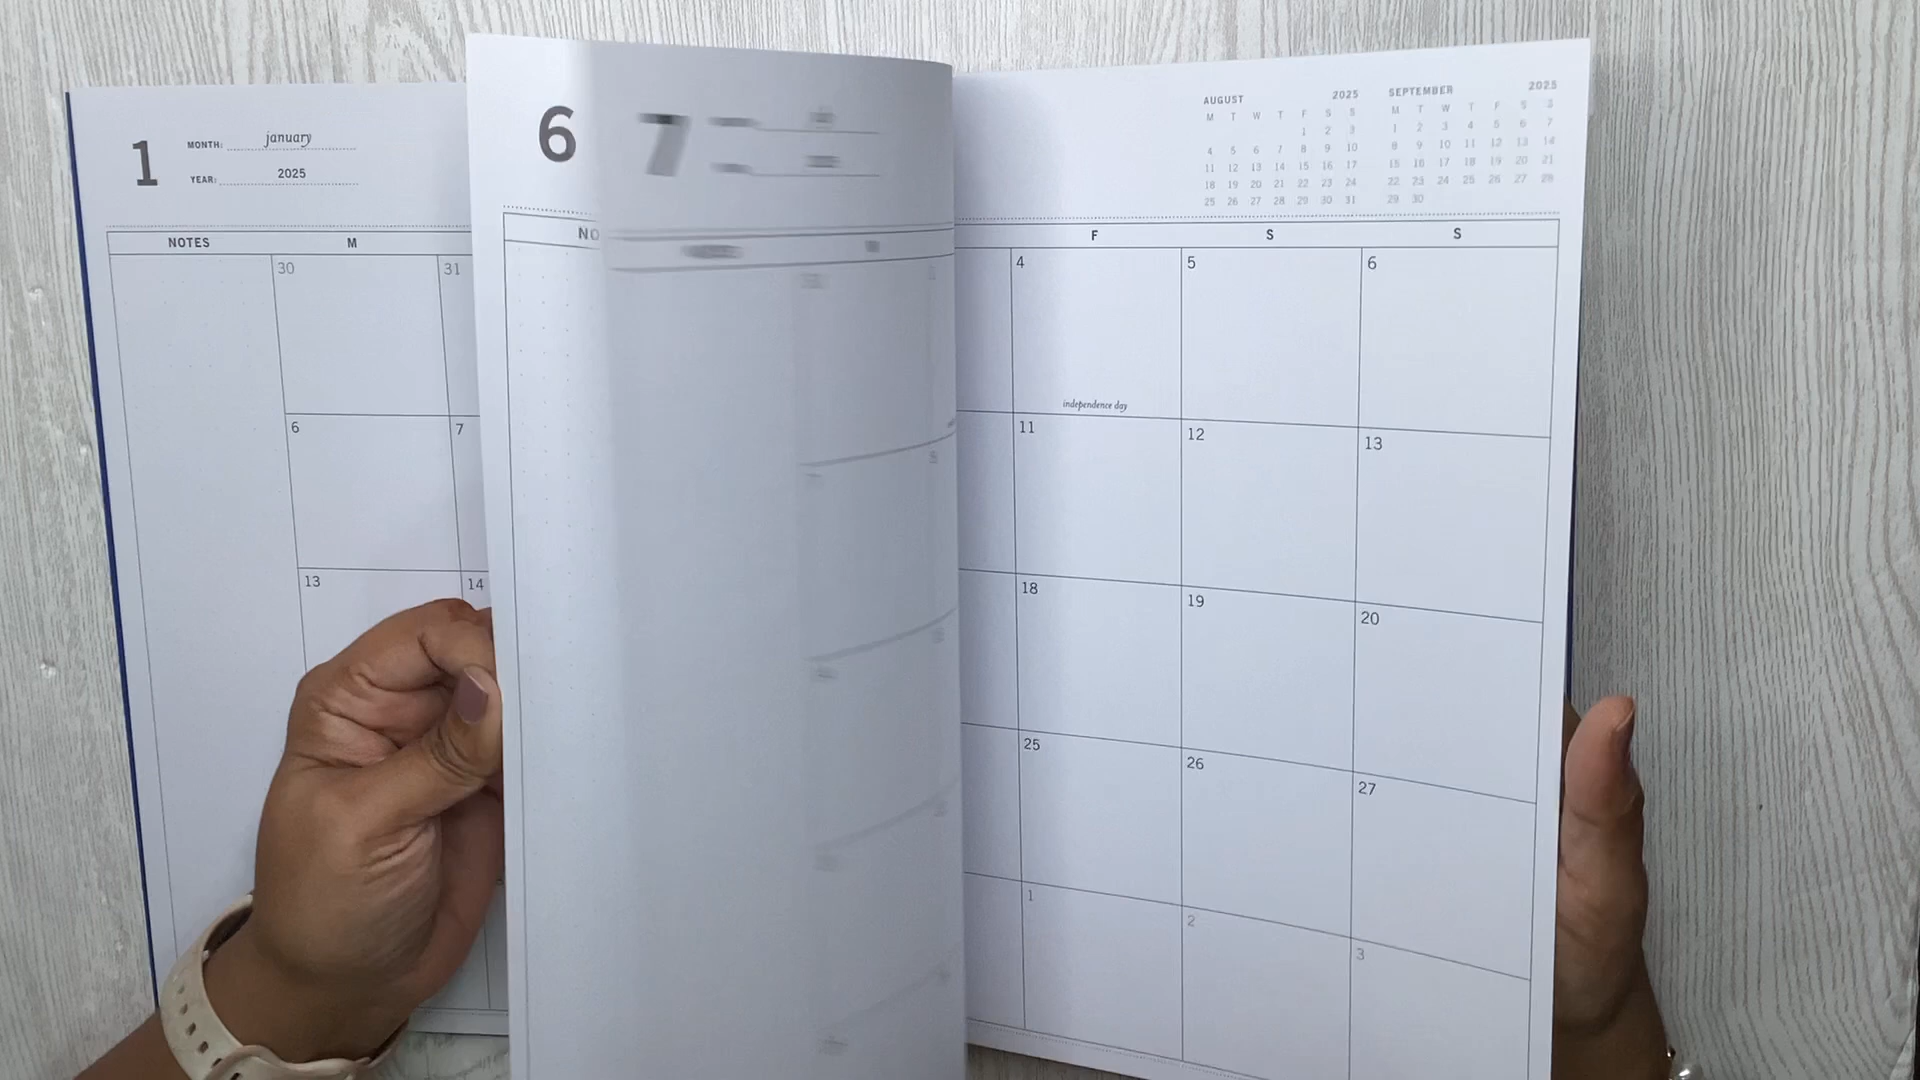 1
MONTH: january
YEAR: 2025
NOTES M
30 31
6 7
13 14
6
NO
7
AUGUST 2025
M T W T F S S
1 2 3
4 5 6 7 8 9 10
11 12 13 14 15 16 17
18 19 20 21 22 23 24
25 26 27 28 29 30 31
SEPTEMBER 2025
M T W T F S S
1 2 3 4 5 6 7
8 9 10 11 12 13 14
15 16 17 18 19 20 21
22 23 24 25 26 27 28
29 30
F S S
4 5 6
independence day
11 12 13
18 19 20
25 26 27
1 2 3